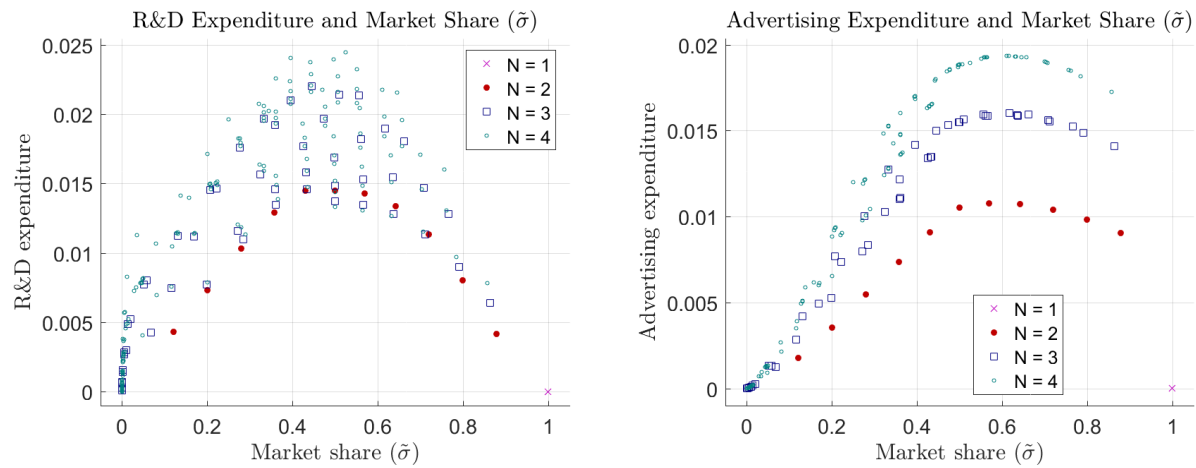 R&D Expenditure and Market Share (σ̃)
0.025
0.02
0.015
0.01
0.005
0
R&D expenditure
N = 1
N = 2
N = 3
N = 4
0
0.2
0.4
0.6
0.8
1
Market share (σ̃)
Advertising Expenditure and Market Share (σ̃)
0.02
0.015
0.01
0.005
0
Advertising expenditure
N = 1
N = 2
N = 3
N = 4
0
0.2
0.4
0.6
0.8
1
Market share (σ̃)